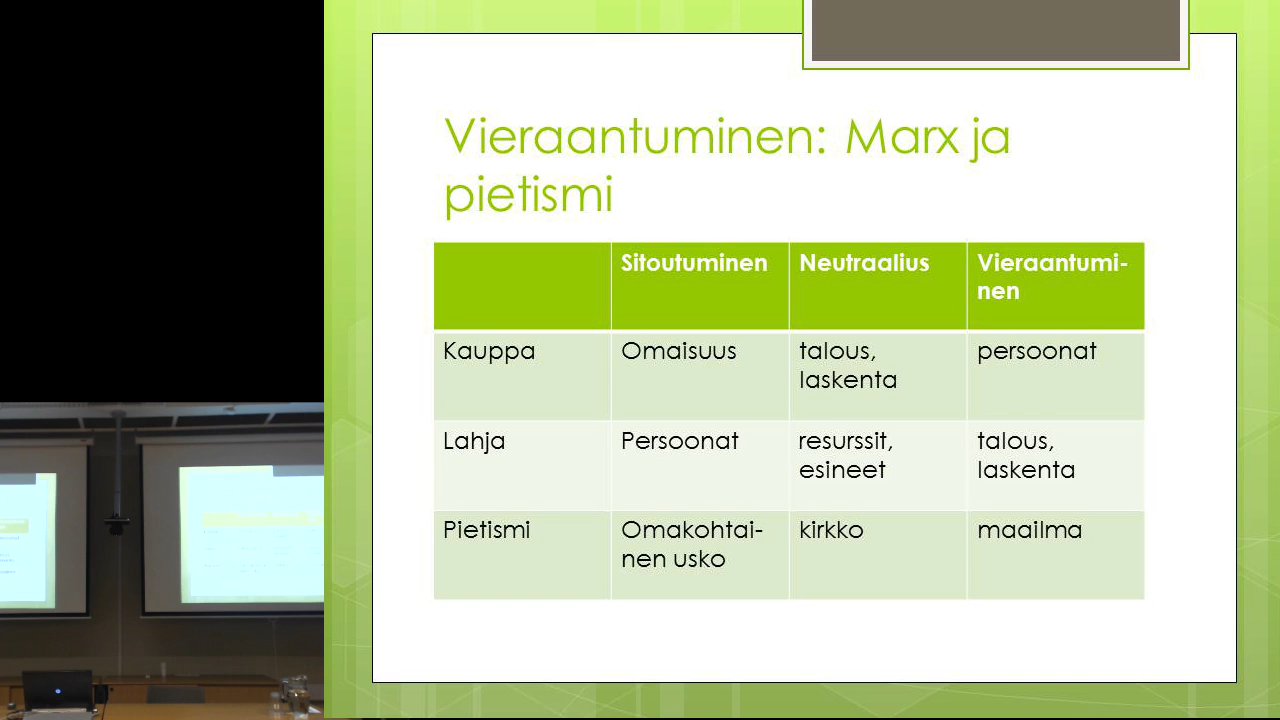 Vieraantuminen: Marx ja
pietismi
Sitoutuminen
Neutraalius
Vieraantumi-
nen
Kauppa
Omaisuus
talous,
laskenta
persoonat
Lahja
Persoonat
resurssit,
esineet
talous,
laskenta
Pietismi
Omakohtai-
nen usko
kirkko
maailma